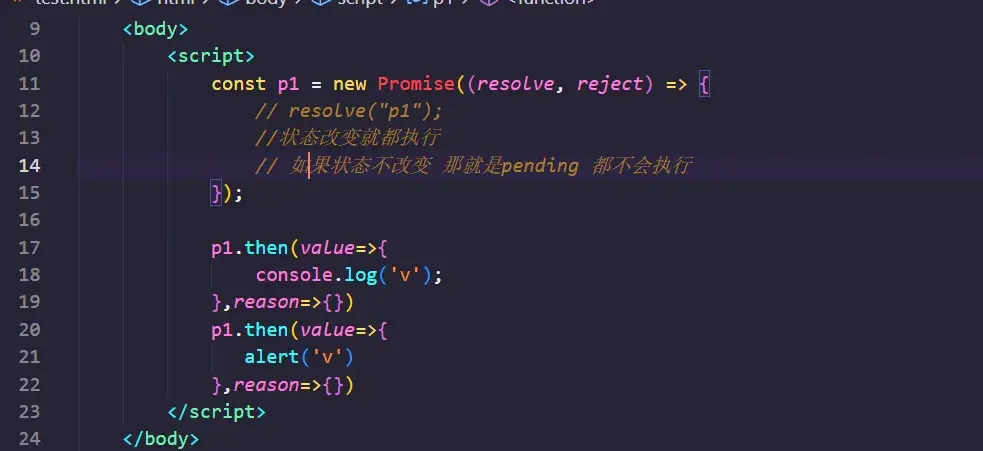 test.html > html > body > script > p1 > <function>
9 <body>
10 <script>
11 const p1 = new Promise((resolve, reject) => {
12 // resolve("p1");
13 //状态改变就都执行
14 // 如果状态不改变 那就是pending 都不会执行
15 });
16
17 p1.then(value=>{
18 console.log('v');
19 },reason=>{})
20 p1.then(value=>{
21 alert('v')
22 },reason=>{})
23 </script>
24 </body>